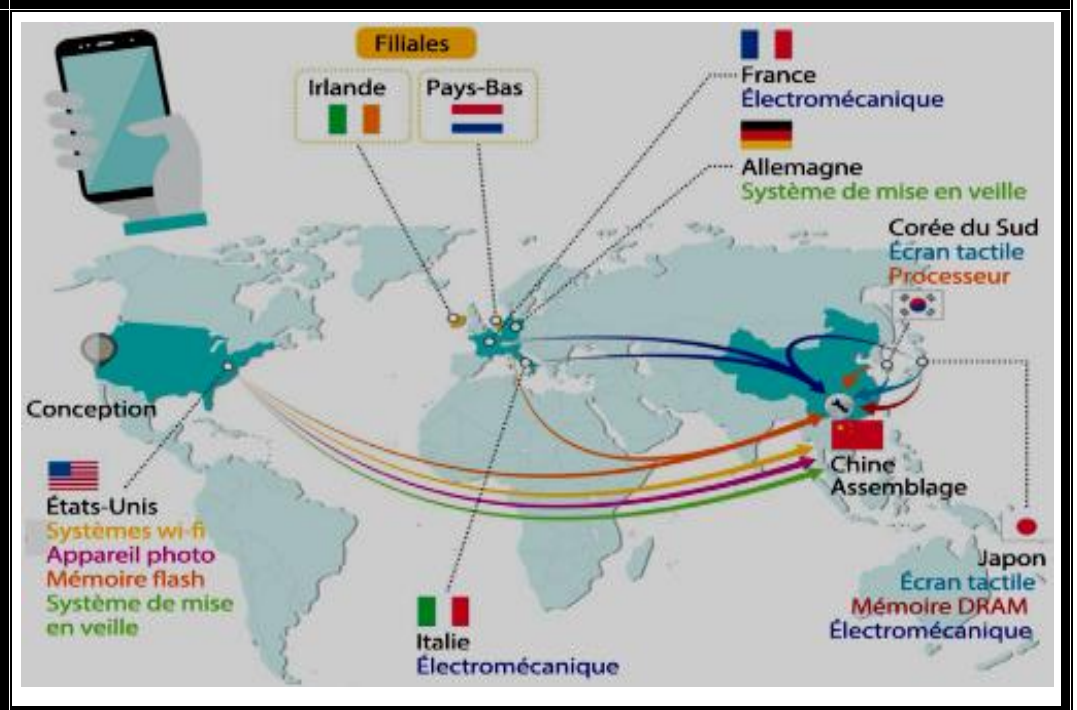 Filiales
Irlande
Pays-Bas
France
Électromécanique
Allemagne
Système de mise en veille
Corée du Sud
Écran tactile
Processeur
Conception
États-Unis
Systèmes wi-fi
Appareil photo
Mémoire flash
Système de mise
en veille
Italie
Électromécanique
Chine
Assemblage
Japon
Écran tactile
Mémoire DRAM
Électromécanique